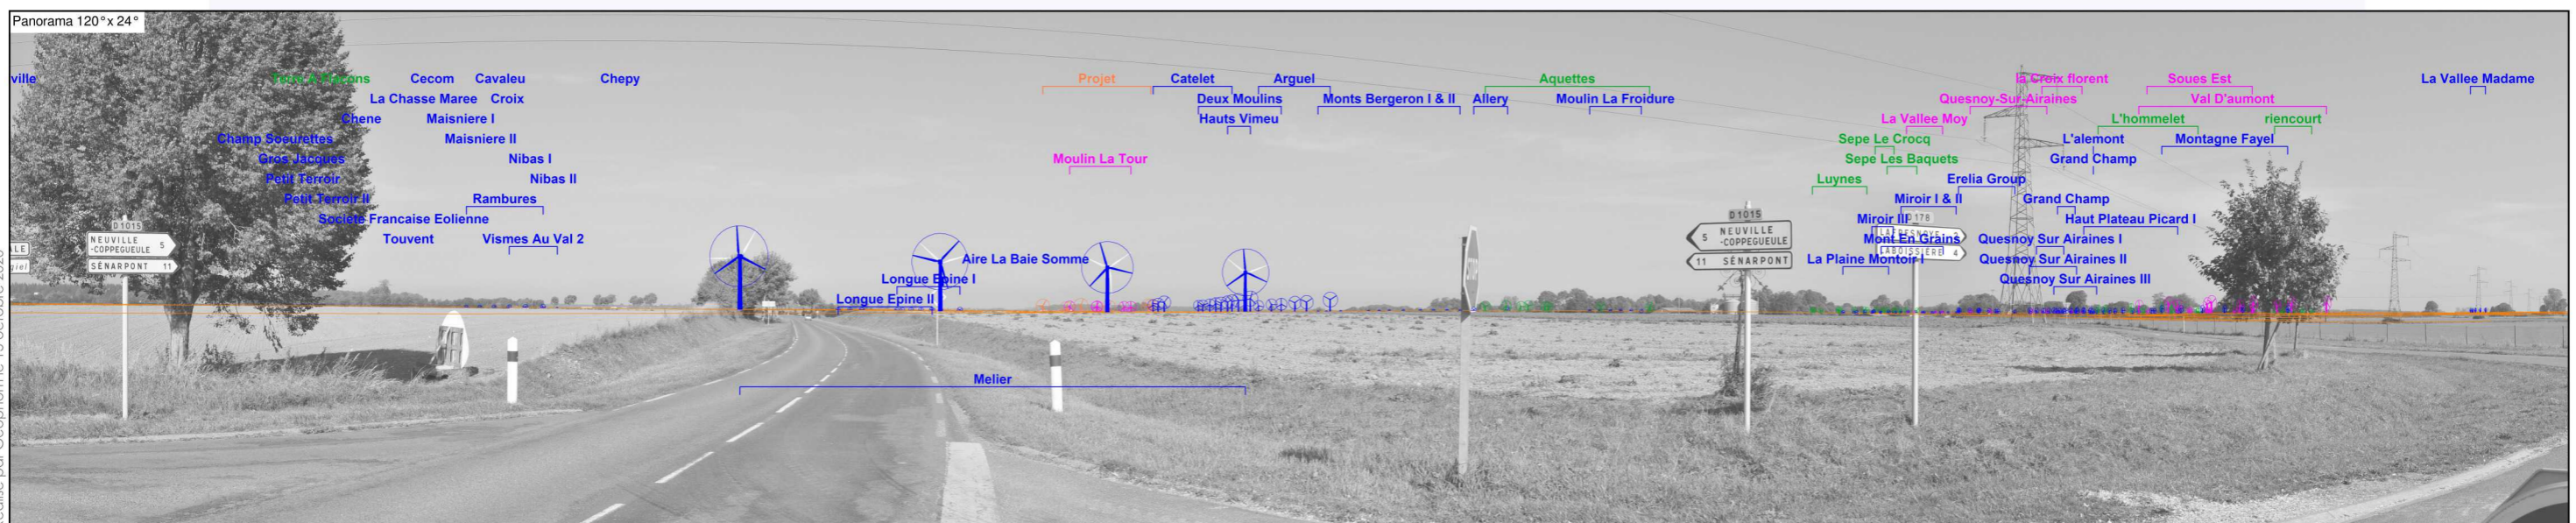 Panorama 120°x 24°
ville
Cecom
Cavaleu
Chepy
Projet
Catelet
Arguel
Aquettes
la Croix florent
Soues Est
La Vallee Madame
La Chasse Maree
Croix
Deux Moulins
Monts Bergeron I & II
Allery
Moulin La Froidure
Quesnoy-Sur-Airaines
Val D'aumont
Chene
Maisniere I
Hauts Vimeu
La Vallee Moy
L'hommelet
riencourt
Champ Soeurettes
Maisniere II
Sepe Le Crocq
L'alemont
Montagne Fayel
Gros Jacques
Nibas I
Moulin La Tour
Sepe Les Baquets
Grand Champ
Petit Terroir
Nibas II
Luynes
Erelia Group
Petit Terroir II
Rambures
Miroir I & II
Grand Champ
Societe Francaise Eolienne
Miroir III
Haut Plateau Picard I
Touvent
Vismes Au Val 2
Mont En Grains
Quesnoy Sur Airaines I
Aire La Baie Somme
La Plaine Montoir I
Quesnoy Sur Airaines II
Longue Epine I
Quesnoy Sur Airaines III
Longue Epine II
Melier
D1015
NEUVILLE
-COPPEGUEULE 5
SÉNARPONT 11
D1015
5 NEUVILLE
-COPPEGUEULE
11 SÉNARPONT
D178
LABOISSIÈRE 4